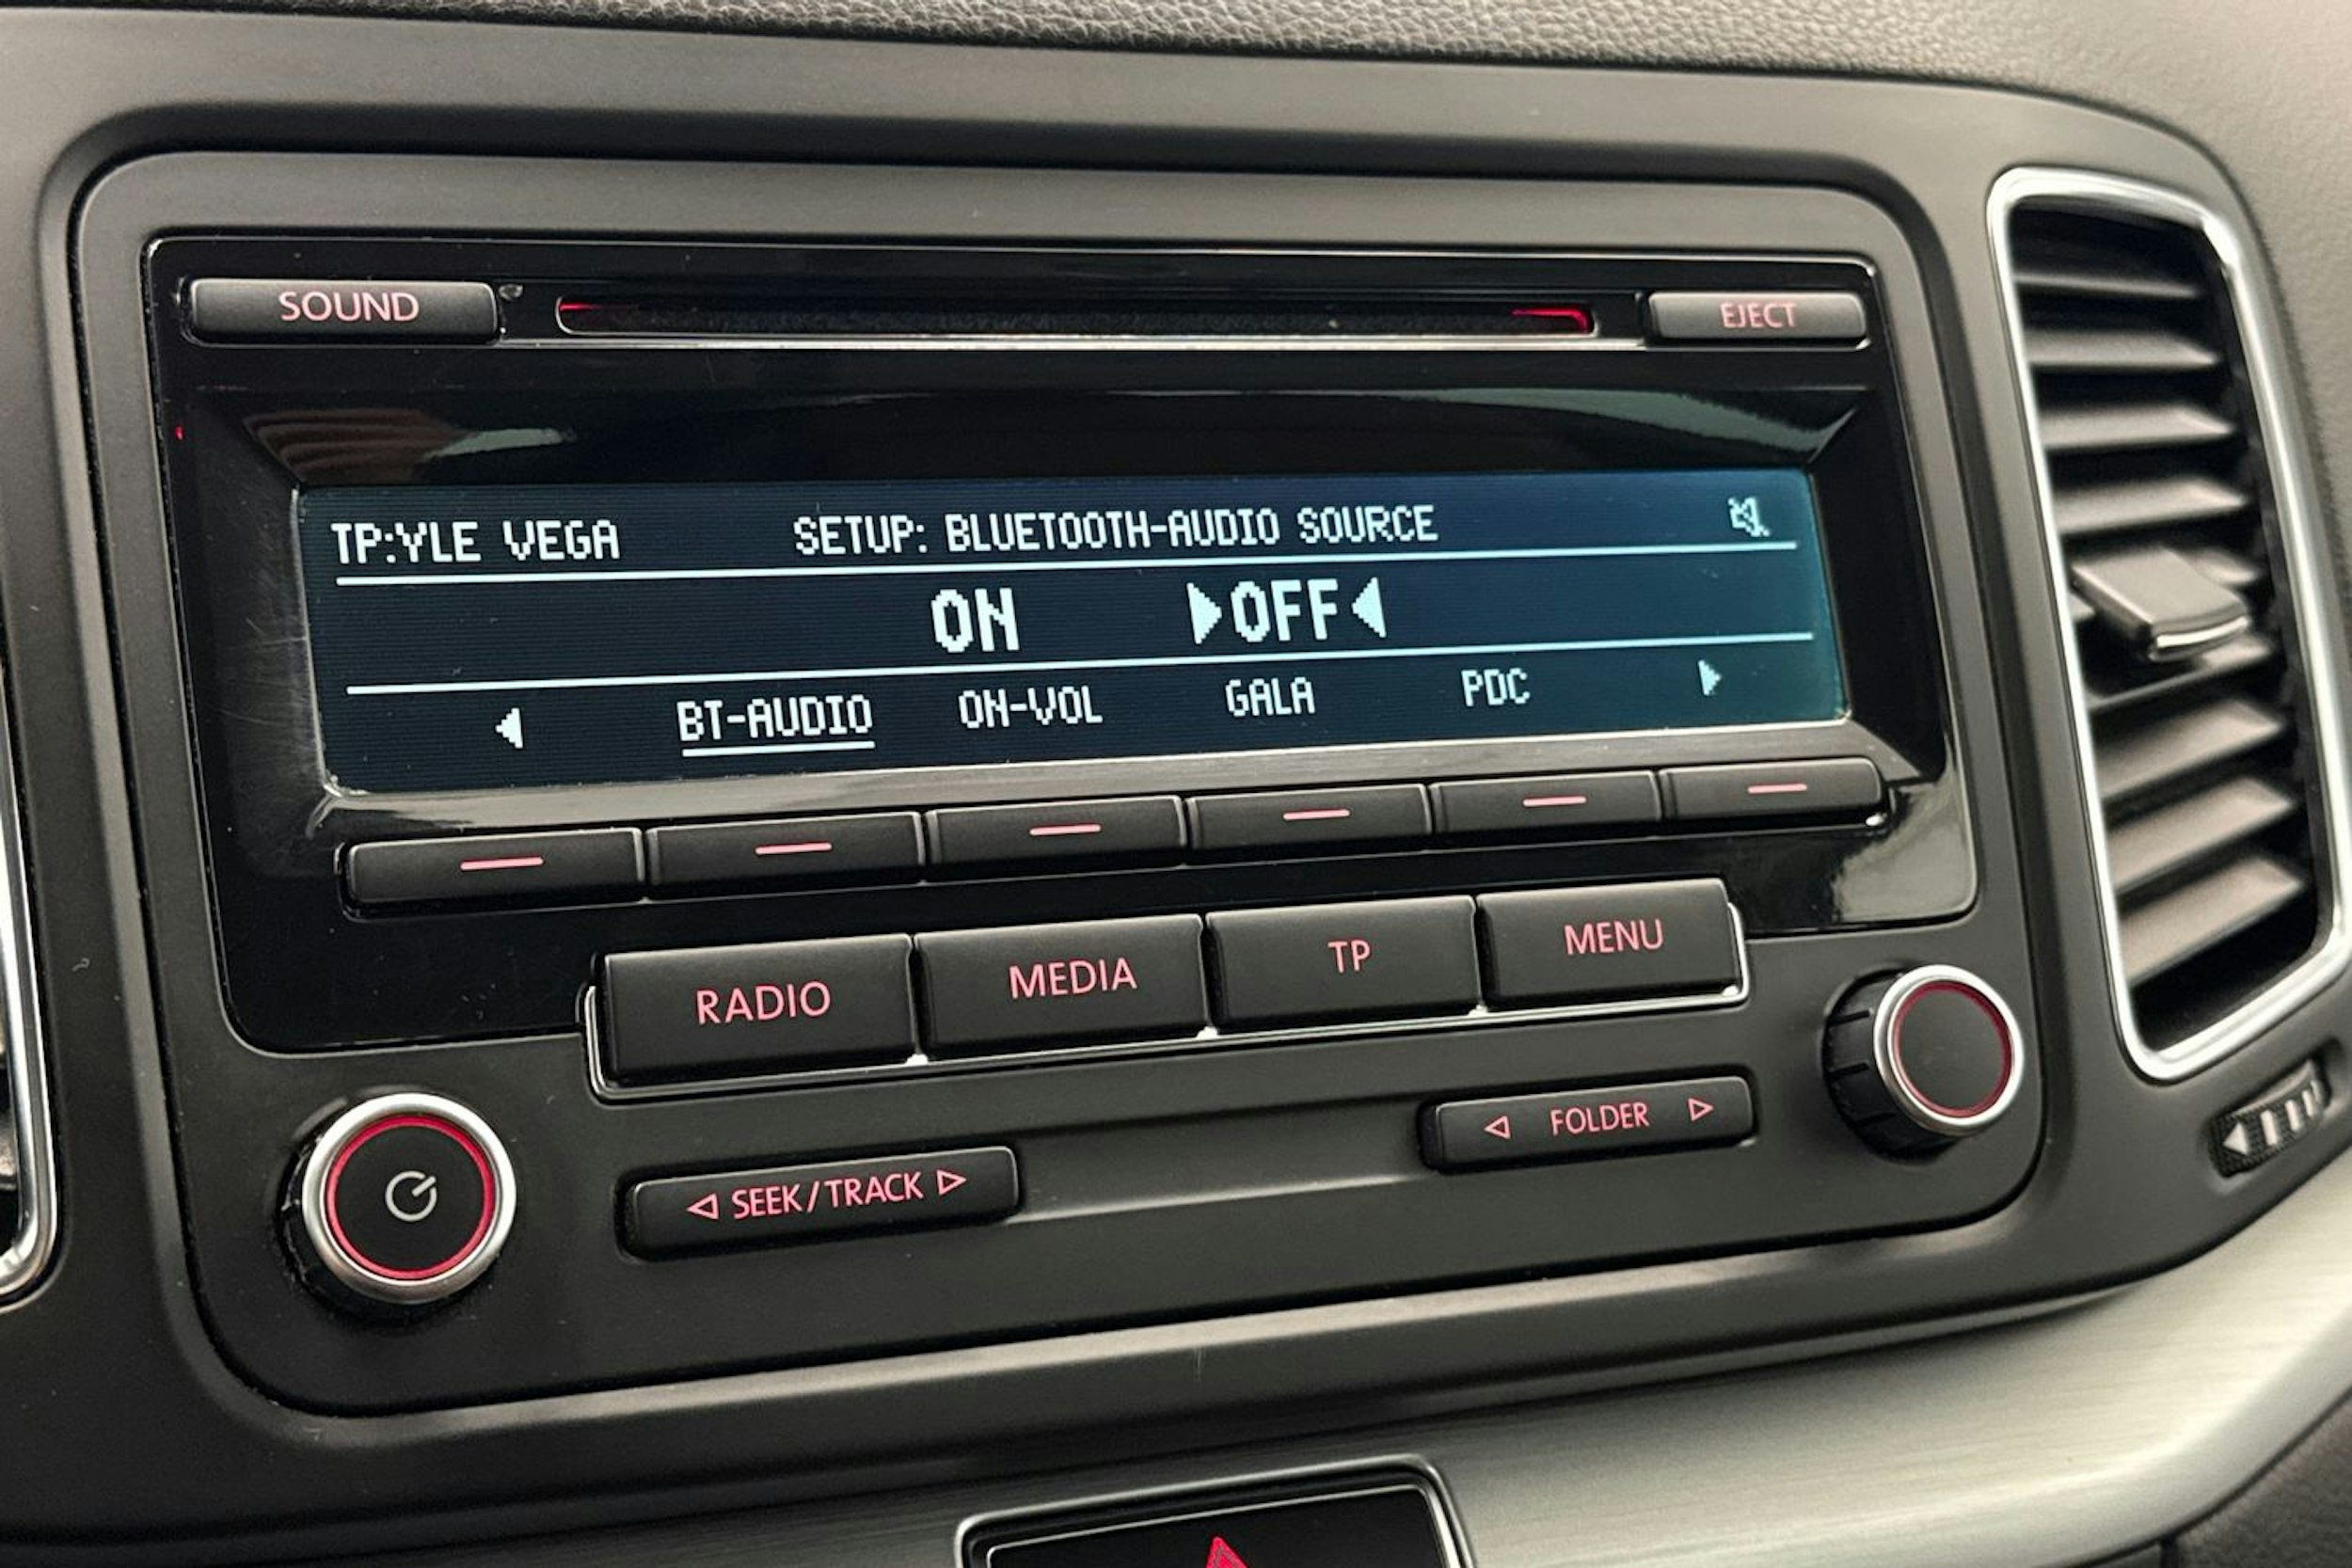 SOUND
EJECT
TP:YLE VEGA SETUP: BLUETOOTH-AUDIO SOURCE
ON ▶OFF◀
◀ BT-AUDIO ON-VOL GALA PDC ▶
RADIO MEDIA TP MENU
◁ SEEK/TRACK ▷
◁ FOLDER ▷